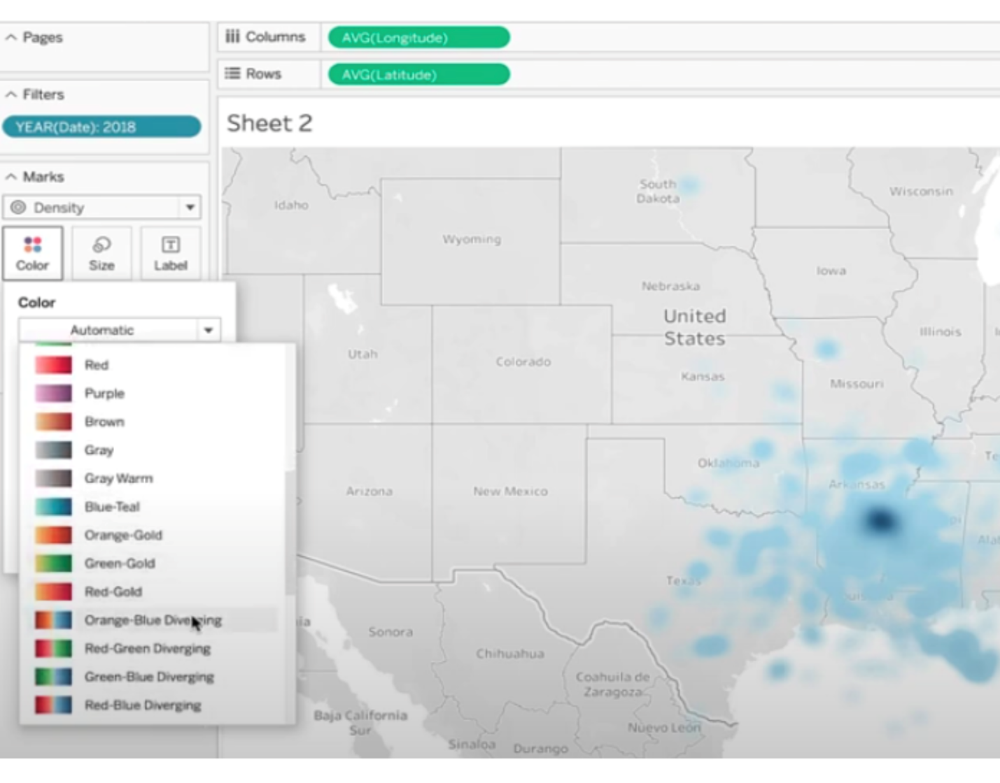 Pages
Columns
AVG(Longitude)
Rows
AVG(Latitude)
Filters
YEAR(Date): 2018
Sheet 2
Marks
Density
Color
Size
Label
Color
Automatic
Red
Purple
Brown
Gray
Gray Warm
Blue-Teal
Orange-Gold
Green-Gold
Red-Gold
Orange-Blue Diverging
Red-Green Diverging
Green-Blue Diverging
Red-Blue Diverging
Idaho
South
Dakota
Wisconsin
Wyoming
Iowa
Nebraska
United
States
Illinois
Utah
Colorado
Kansas
Missouri
Oklahoma
Te
Arkansas
Arizona
New Mexico
pi
Alab
Texas
uis a
ia
Sonora
Chihuahua
Coahuila de
Zaragoza
Baja California
Sur
Nuevo León
Sinaloa
Durango